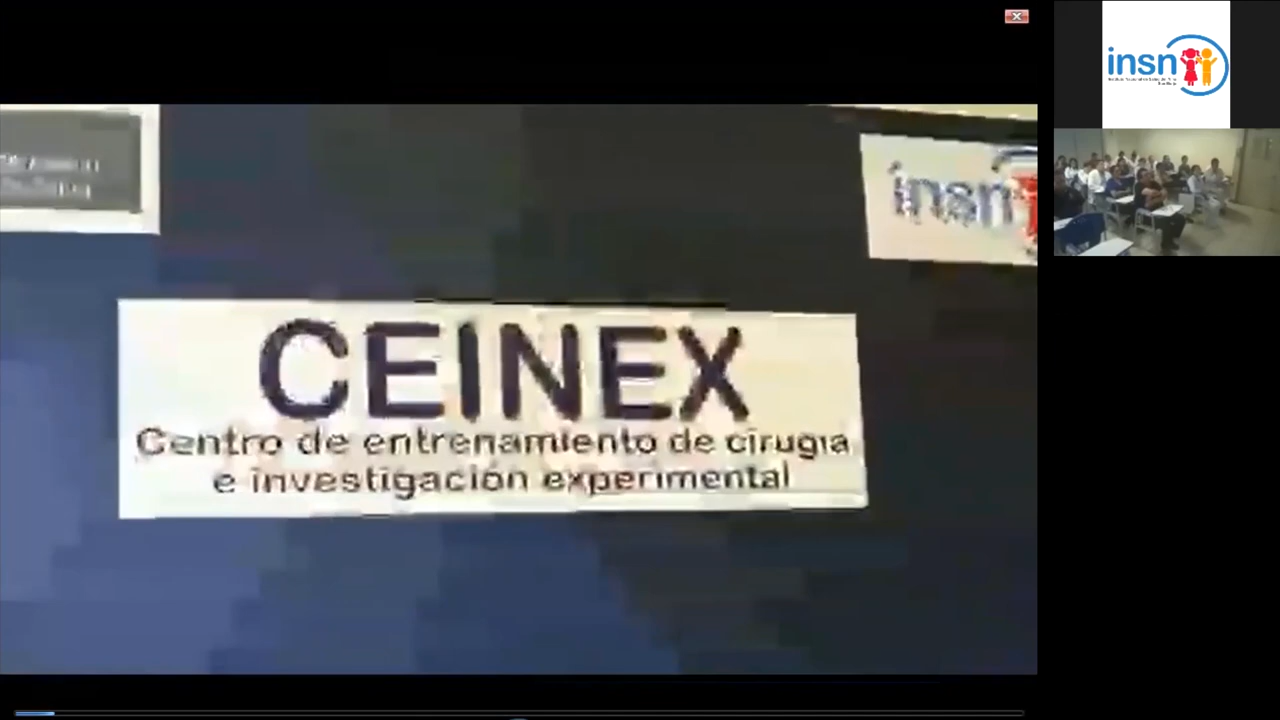 insn
insn
CEINEX
Centro de entrenamiento de cirugía
e investigación experimental